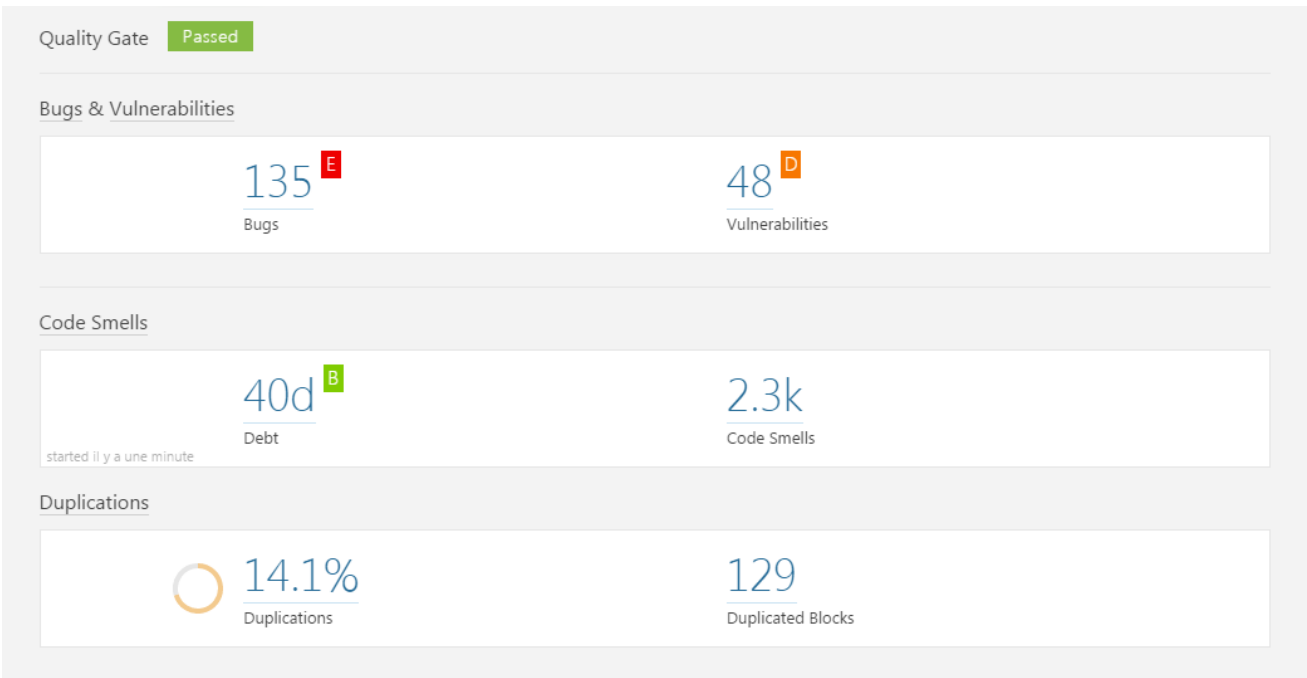 Quality Gate Passed
Bugs & Vulnerabilities
135 E
48 D
Bugs
Vulnerabilities
Code Smells
40d B
2.3k
Debt
Code Smells
started il y a une minute
Duplications
14.1%
129
Duplications
Duplicated Blocks